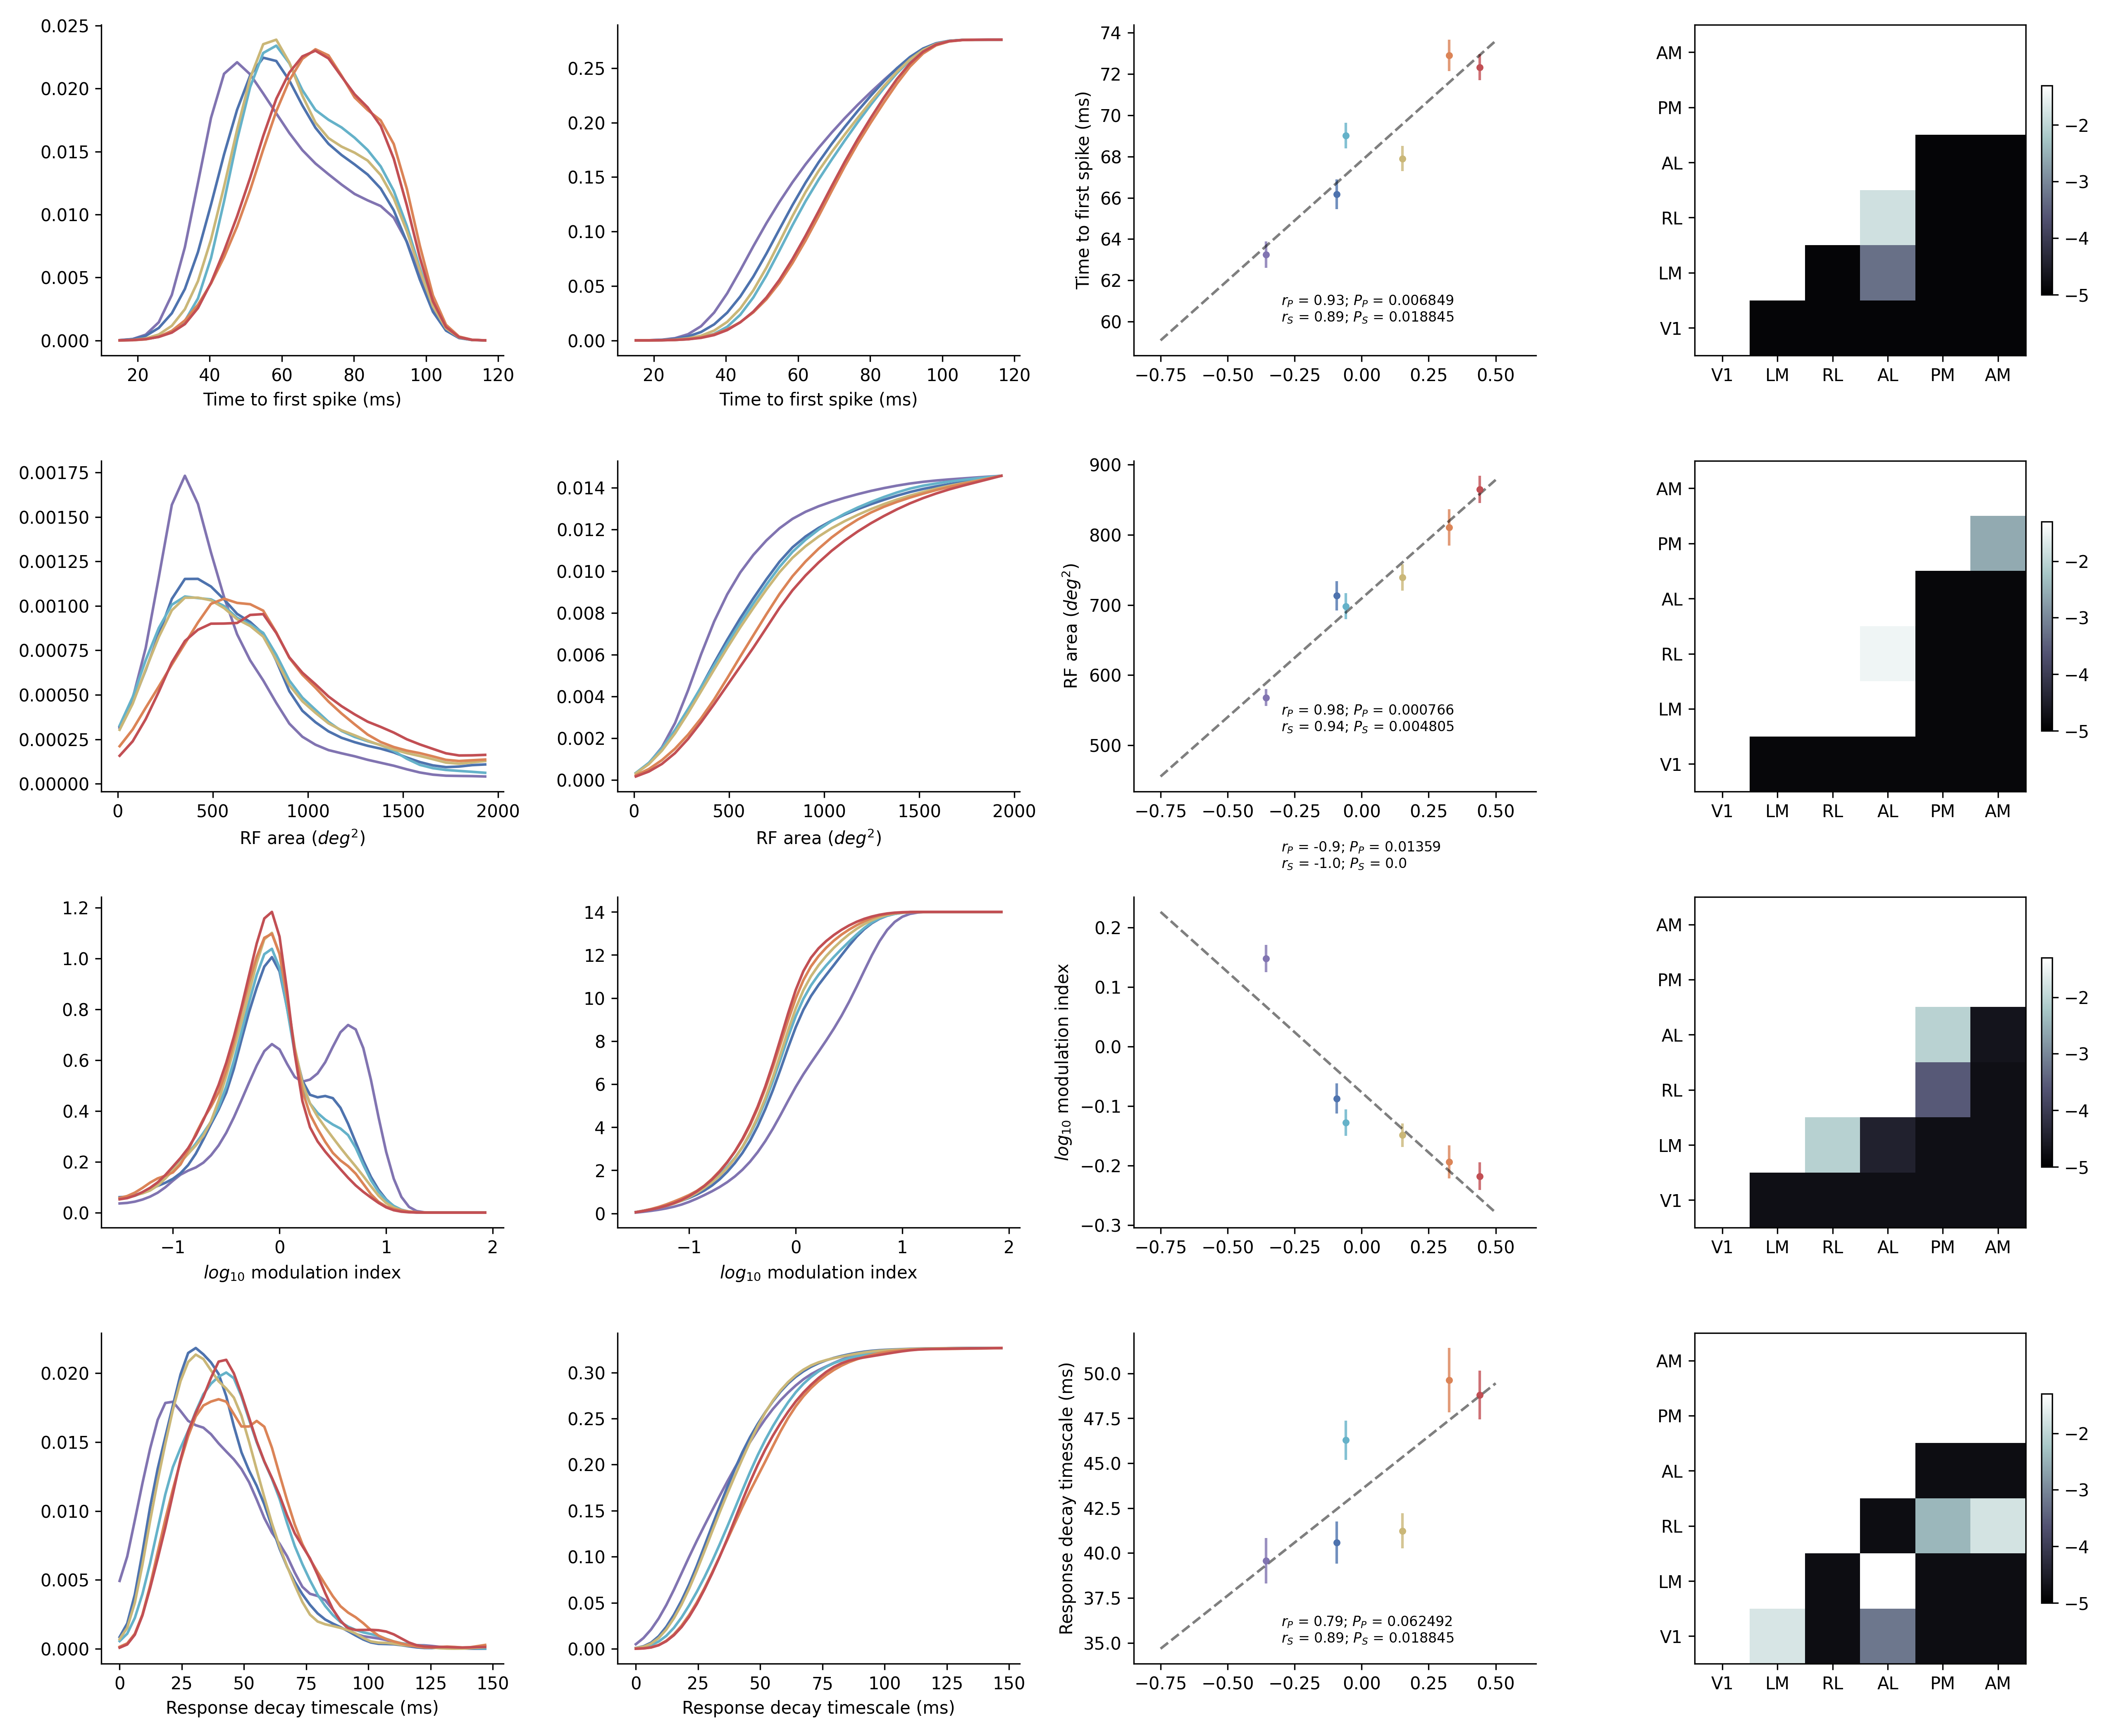 0.025
0.020
0.015
0.010
0.005
0.000
20 40 60 80 100 120
Time to first spike (ms)
0.25
0.20
0.15
0.10
0.05
0.00
20 40 60 80 100 120
Time to first spike (ms)
Time to first spike (ms)
74
72
70
68
66
64
62
60
r_P = 0.93; P_P = 0.006849
r_S = 0.89; P_S = 0.018845
−0.75 −0.50 −0.25 0.00 0.25 0.50
AM
PM
AL
RL
LM
V1
V1 LM RL AL PM AM
−2
−3
−4
−5
0.00175
0.00150
0.00125
0.00100
0.00075
0.00050
0.00025
0.00000
0 500 1000 1500 2000
RF area (deg²)
0.014
0.012
0.010
0.008
0.006
0.004
0.002
0.000
0 500 1000 1500 2000
RF area (deg²)
RF area (deg²)
900
800
700
600
500
r_P = 0.98; P_P = 0.000766
r_S = 0.94; P_S = 0.004805
−0.75 −0.50 −0.25 0.00 0.25 0.50
AM
PM
AL
RL
LM
V1
V1 LM RL AL PM AM
−2
−3
−4
−5
1.2
1.0
0.8
0.6
0.4
0.2
0.0
−1 0 1 2
log₁₀ modulation index
14
12
10
8
6
4
2
0
−1 0 1 2
log₁₀ modulation index
r_P = -0.9; P_P = 0.01359
r_S = -1.0; P_S = 0.0
log₁₀ modulation index
0.2
0.1
0.0
−0.1
−0.2
−0.3
−0.75 −0.50 −0.25 0.00 0.25 0.50
AM
PM
AL
RL
LM
V1
V1 LM RL AL PM AM
−2
−3
−4
−5
0.020
0.015
0.010
0.005
0.000
0 25 50 75 100 125 150
Response decay timescale (ms)
0.30
0.25
0.20
0.15
0.10
0.05
0.00
0 25 50 75 100 125 150
Response decay timescale (ms)
Response decay timescale (ms)
50.0
47.5
45.0
42.5
40.0
37.5
35.0
r_P = 0.79; P_P = 0.062492
r_S = 0.89; P_S = 0.018845
−0.75 −0.50 −0.25 0.00 0.25 0.50
AM
PM
AL
RL
LM
V1
V1 LM RL AL PM AM
−2
−3
−4
−5